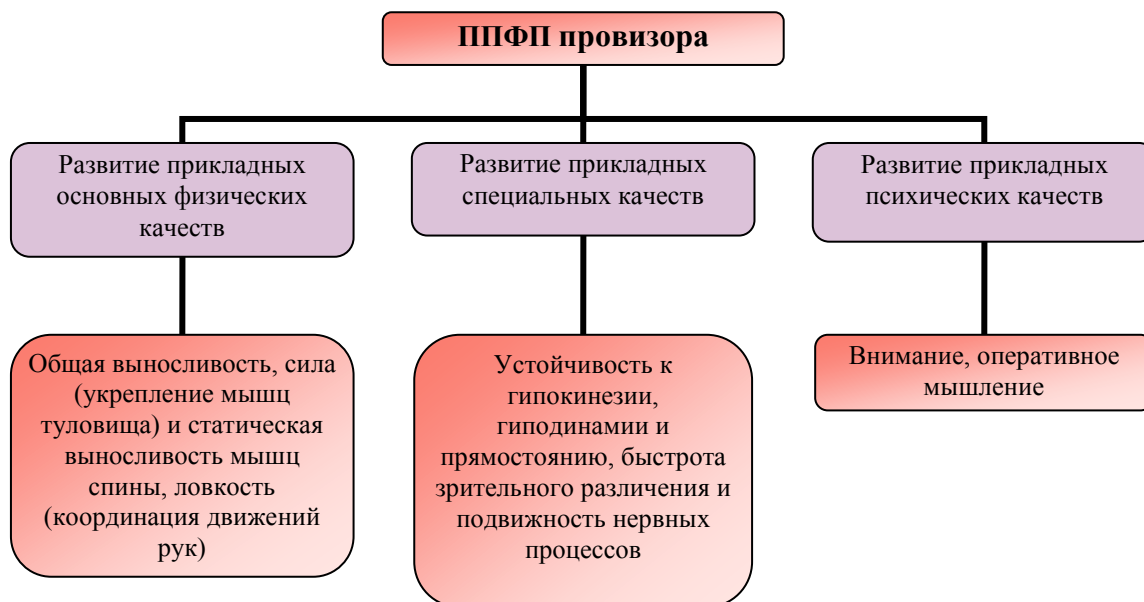 ППФП провизора
Развитие прикладных
основных физических
качеств
Развитие прикладных
специальных качеств
Развитие прикладных
психических качеств
Общая выносливость, сила
(укрепление мышц
туловища) и статическая
выносливость мышц
спины, ловкость
(координация движений
рук)
Устойчивость к
гипокинезии,
гиподинамии и
прямостоянию, быстрота
зрительного различения и
подвижность нервных
процессов
Внимание, оперативное
мышление